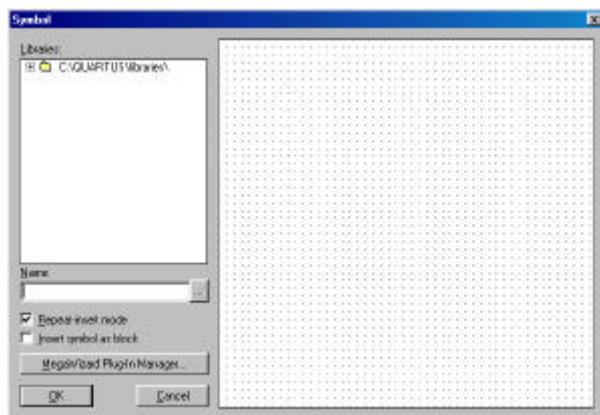 Symbol
Libraries:
C:\QUARTUS\libraries\
Name:
...
Repeat-insert mode
Insert symbol as block
MegaWizard Plug-In Manager...
OK
Cancel